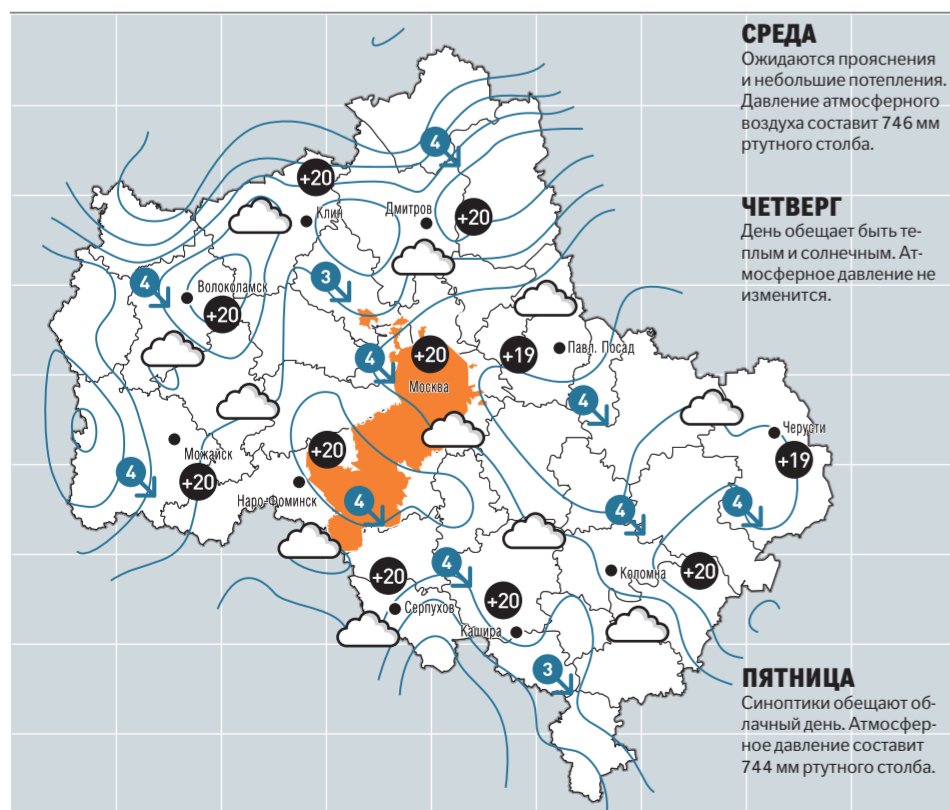 СРЕДА
Ожидаются прояснения
и небольшие потепления.
Давление атмосферного
воздуха составит 746 мм
ртутного столба.
ЧЕТВЕРГ
День обещает быть те-
плым и солнечным. Ат-
мосферное давление не
изменится.
ПЯТНИЦА
Синоптики обещают об-
лачный день. Атмосфер-
ное давление составит
744 мм ртутного столба.
4
+20
Клин
Дмитров
+20
4
Волоколамск
+20
3
4
+20
Москва
+19
Павл. Посад
4
Черусти
+19
Можайск
4
+20
+20
Наро-Фоминск
4
4
4
+20
Серпухов
4
+20
Кашира
Коломна
+20
3